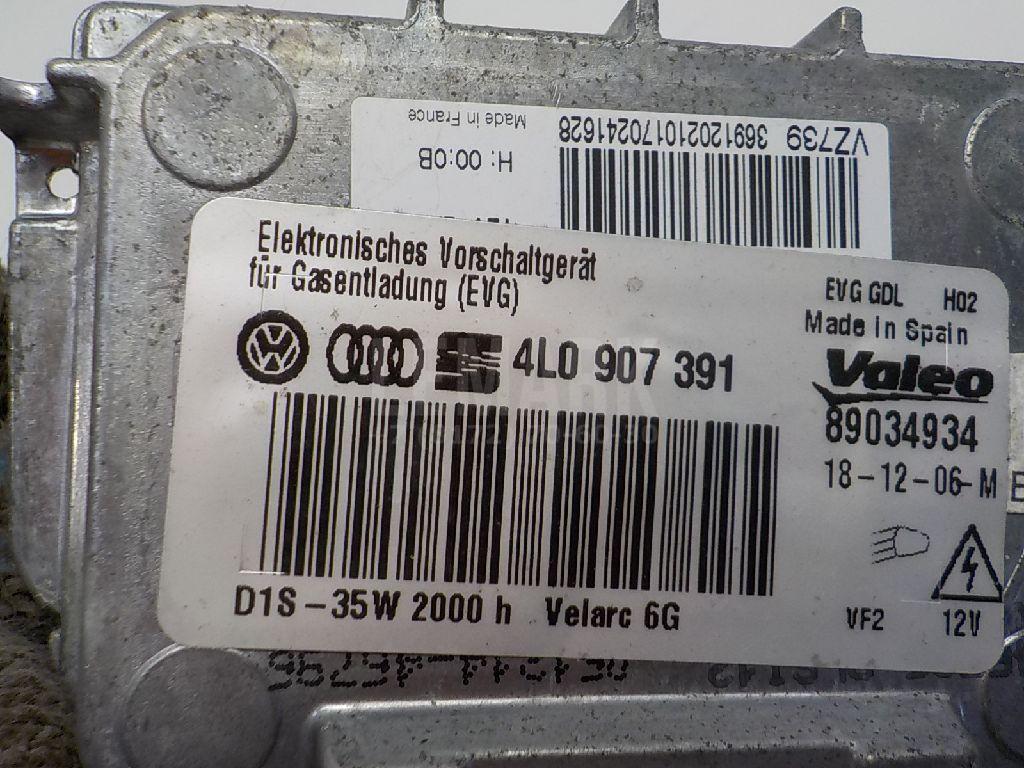 VZ739 369120210170241628
Made in France
H: 00:0B
Elektronisches Vorschaltgerät
für Gasentladung (EVG)
EVG GDL H02
Made in Spain
4L0 907 391
Valeo
89034934
18-12-06-M
D1S-35W 2000 h Velarc 6G
VF2 12V